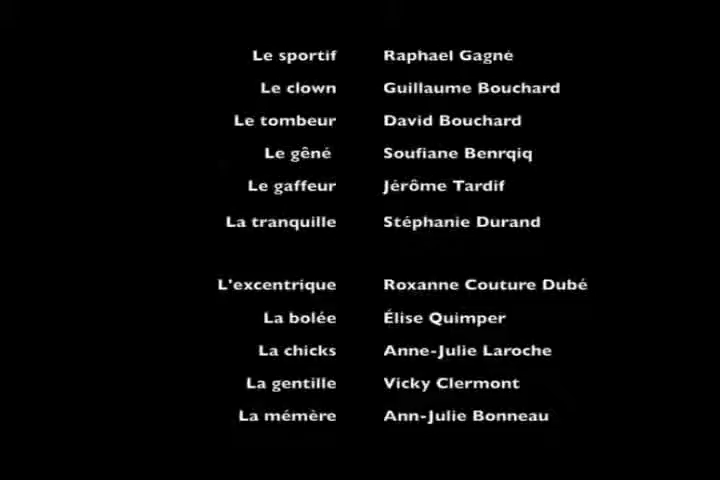 Le sportif Raphael Gagné
Le clown Guillaume Bouchard
Le tombeur David Bouchard
Le gêné Soufiane Benrqiq
Le gaffeur Jérôme Tardif
La tranquille Stéphanie Durand
L'excentrique Roxanne Couture Dubé
La bolée Élise Quimper
La chicks Anne-Julie Laroche
La gentille Vicky Clermont
La mémère Ann-Julie Bonneau